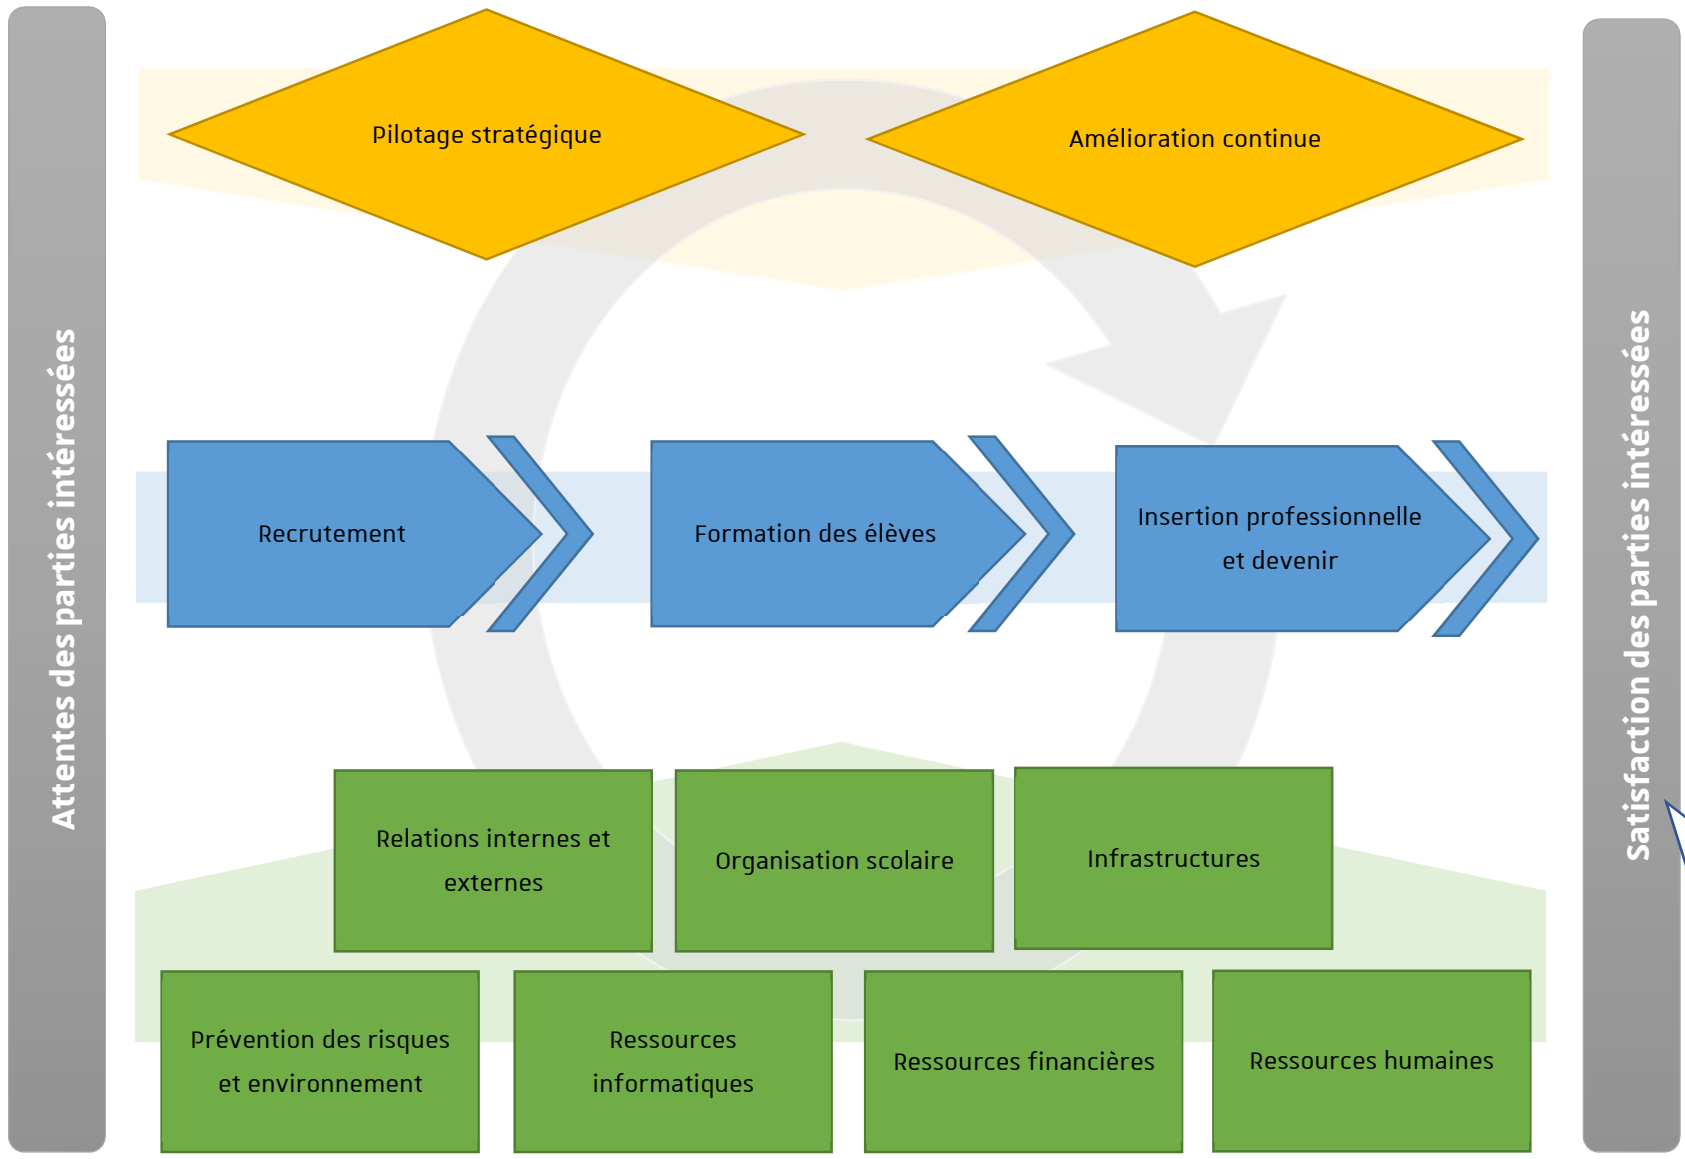 Attentes des parties intéressées
Pilotage stratégique
Amélioration continue
Recrutement
Formation des élèves
Insertion professionnelle
et devenir
Relations internes et
externes
Organisation scolaire
Infrastructures
Prévention des risques
et environnement
Ressources
informatiques
Ressources financières
Ressources humaines
Satisfaction des parties intéressées